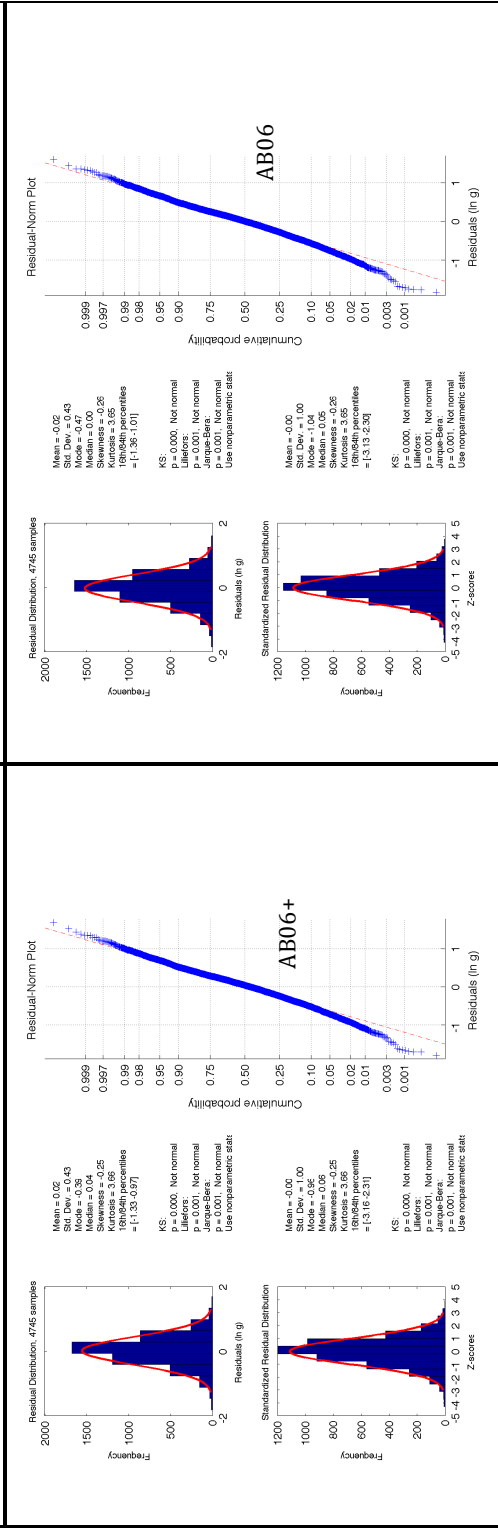 Residual Distribution, 4745 samples
2000
1500
1000
500
0
Frequency
-2 0 2
Residuals (ln g)
Mean = 0.02
Std. Dev. = 0.43
Mode = -0.39
Median = 0.04
Skewness = -0.25
Kurtosis = 3.66
16th/84th percentiles
= [-1.33 -0.97]
KS:
p = 0.000, Not normal
Lilliefors:
p = 0.001, Not normal
Jarque-Bera:
p = 0.001, Not normal
Use nonparametric stats
Standardized Residual Distribution
1200
1000
800
600
400
200
0
Frequency
-5 -4 -3 -2 -1 0 1 2 3 4 5
Z-scores
Mean = -0.00
Std. Dev. = 1.00
Mode = -0.96
Median = 0.06
Skewness = -0.25
Kurtosis = 3.66
16th/84th percentiles
= [-3.16 -2.31]
KS:
p = 0.000, Not normal
Lilliefors:
p = 0.001, Not normal
Jarque-Bera:
p = 0.001, Not normal
Use nonparametric stats
Residual-Norm Plot
0.999
0.997
0.99
0.98
0.95
0.90
0.75
0.50
0.25
0.10
0.05
0.02
0.01
0.003
0.001
Cumulative probability
AB06+
-1 0 1
Residuals (ln g)
Residual Distribution, 4745 samples
2000
1500
1000
500
0
Frequency
-2 0 2
Residuals (ln g)
Mean = -0.02
Std. Dev. = 0.43
Mode = -0.47
Median = 0.00
Skewness = -0.26
Kurtosis = 3.65
16th/84th percentiles
= [-1.36 -1.01]
KS:
p = 0.000, Not normal
Lilliefors:
p = 0.001, Not normal
Jarque-Bera:
p = 0.001, Not normal
Use nonparametric stats
Standardized Residual Distribution
1200
1000
800
600
400
200
0
Frequency
-5 -4 -3 -2 -1 0 1 2 3 4 5
Z-scores
Mean = -0.00
Std. Dev. = 1.00
Mode = -1.04
Median = 0.05
Skewness = -0.26
Kurtosis = 3.65
16th/84th percentiles
= [-3.13 -2.30]
KS:
p = 0.000, Not normal
Lilliefors:
p = 0.001, Not normal
Jarque-Bera:
p = 0.001, Not normal
Use nonparametric stats
Residual-Norm Plot
0.999
0.997
0.99
0.98
0.95
0.90
0.75
0.50
0.25
0.10
0.05
0.02
0.01
0.003
0.001
Cumulative probability
AB06
-1 0 1
Residuals (ln g)